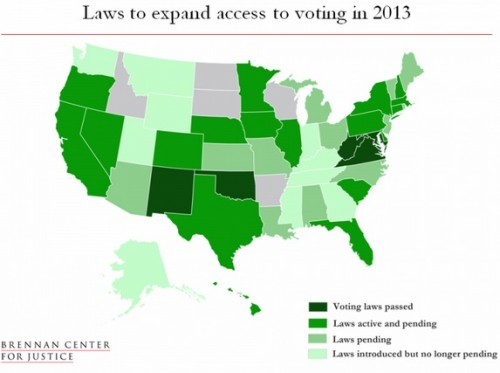 Laws to expand access to voting in 2013
Voting laws passed
Laws active and pending
Laws pending
Laws introduced but no longer pending
BRENNAN CENTER
FOR JUSTICE